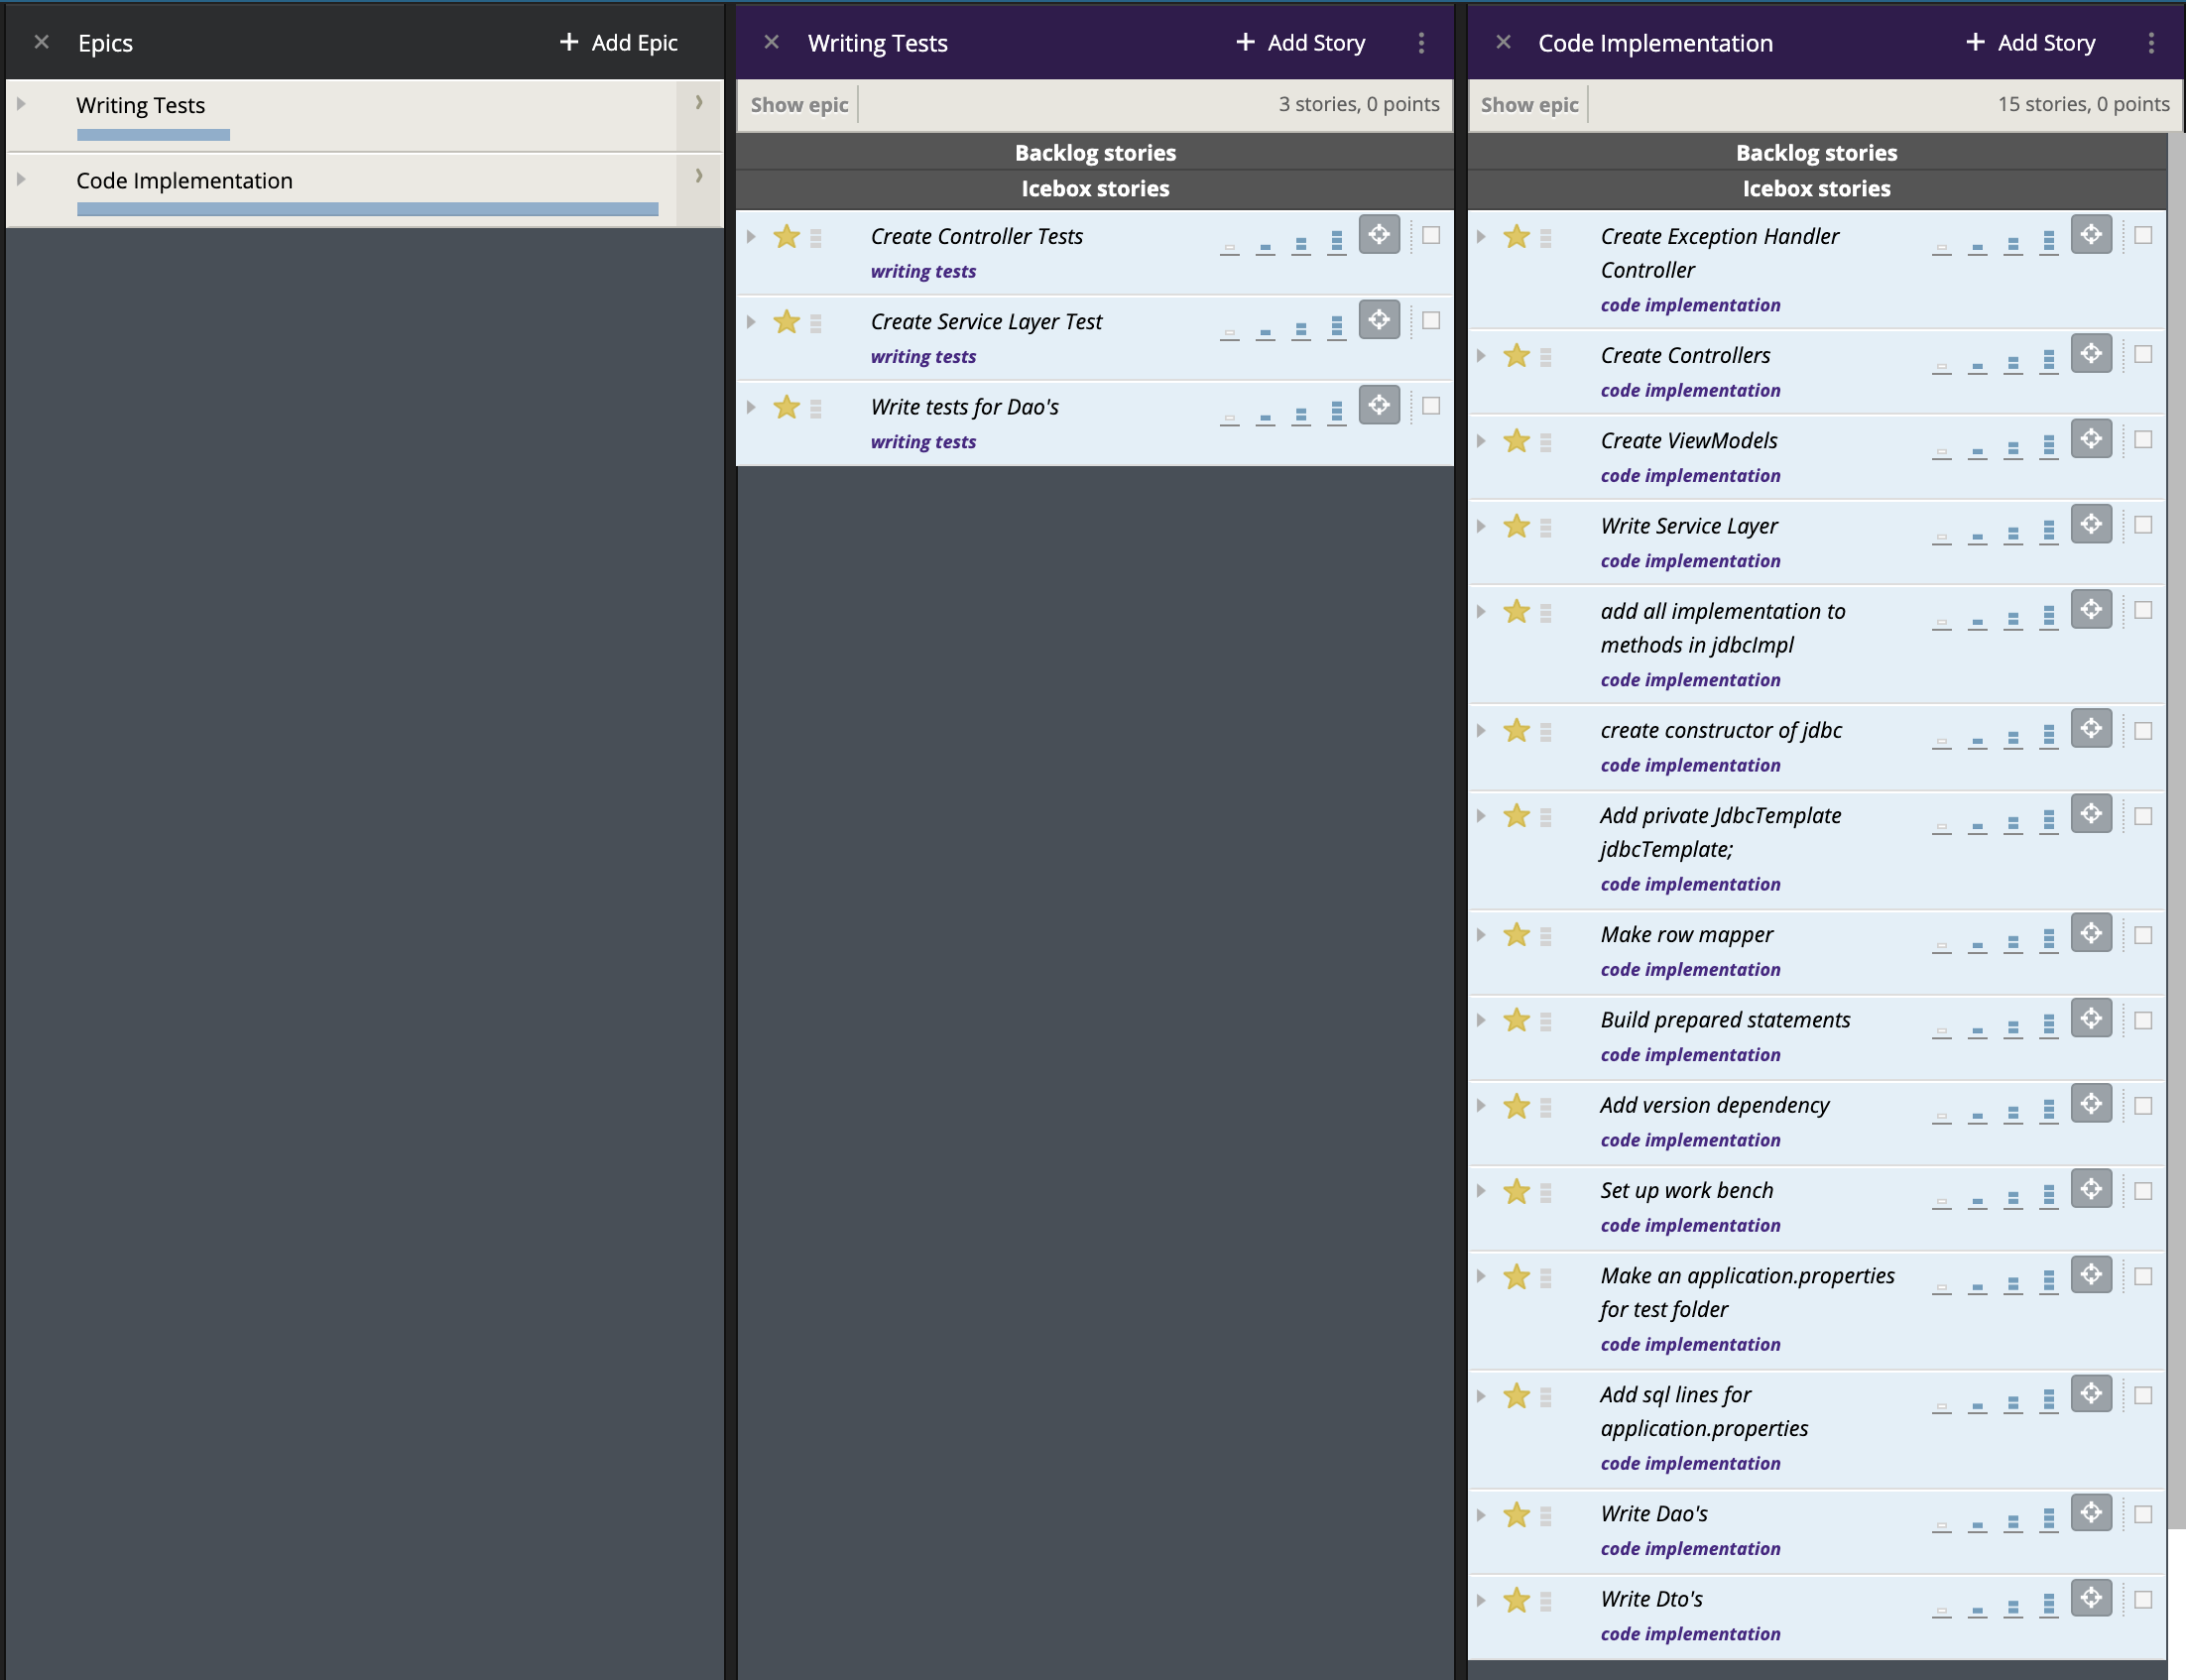 Epics
+ Add Epic
Writing Tests
Code Implementation
Writing Tests
+ Add Story
Show epic
3 stories, 0 points
Backlog stories
Icebox stories
Create Controller Tests
writing tests
Create Service Layer Test
writing tests
Write tests for Dao's
writing tests
Code Implementation
+ Add Story
Show epic
15 stories, 0 points
Backlog stories
Icebox stories
Create Exception Handler
Controller
code implementation
Create Controllers
code implementation
Create ViewModels
code implementation
Write Service Layer
code implementation
add all implementation to
methods in jdbcImpl
code implementation
create constructor of jdbc
code implementation
Add private JdbcTemplate
jdbcTemplate;
code implementation
Make row mapper
code implementation
Build prepared statements
code implementation
Add version dependency
code implementation
Set up work bench
code implementation
Make an application.properties
for test folder
code implementation
Add sql lines for
application.properties
code implementation
Write Dao's
code implementation
Write Dto's
code implementation